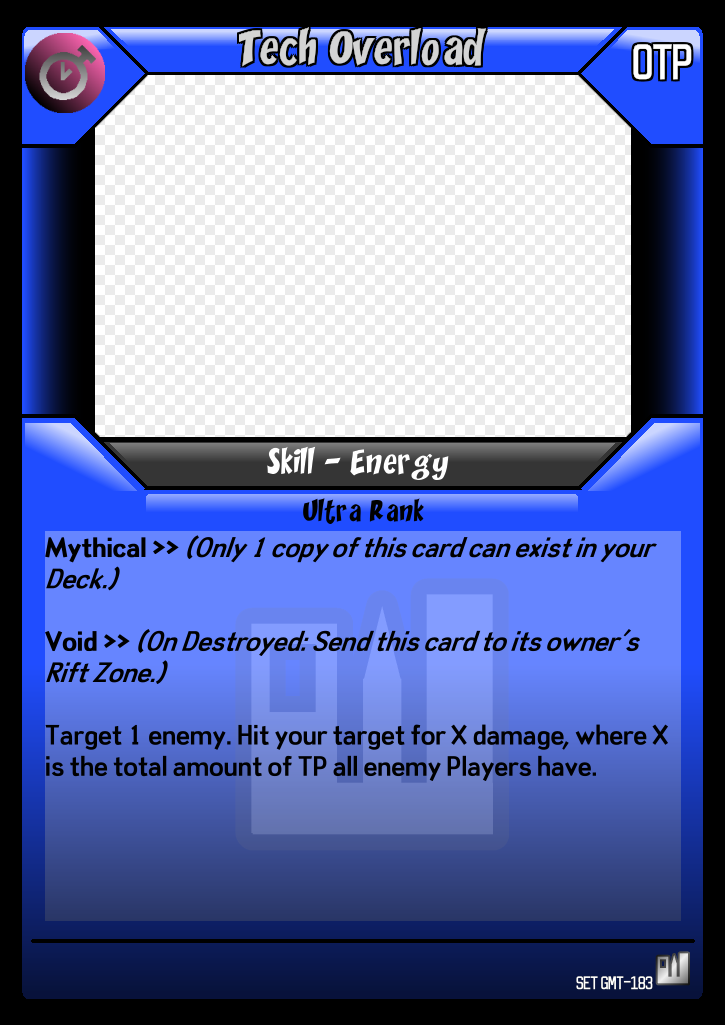 Tech Overload
0TP
Skill - Energy
Ultra Rank
Mythical >> (Only 1 copy of this card can exist in your
Deck.)
Void >> (On Destroyed: Send this card to its owner's
Rift Zone.)
Target 1 enemy. Hit your target for X damage, where X
is the total amount of TP all enemy Players have.
SET GMT-183